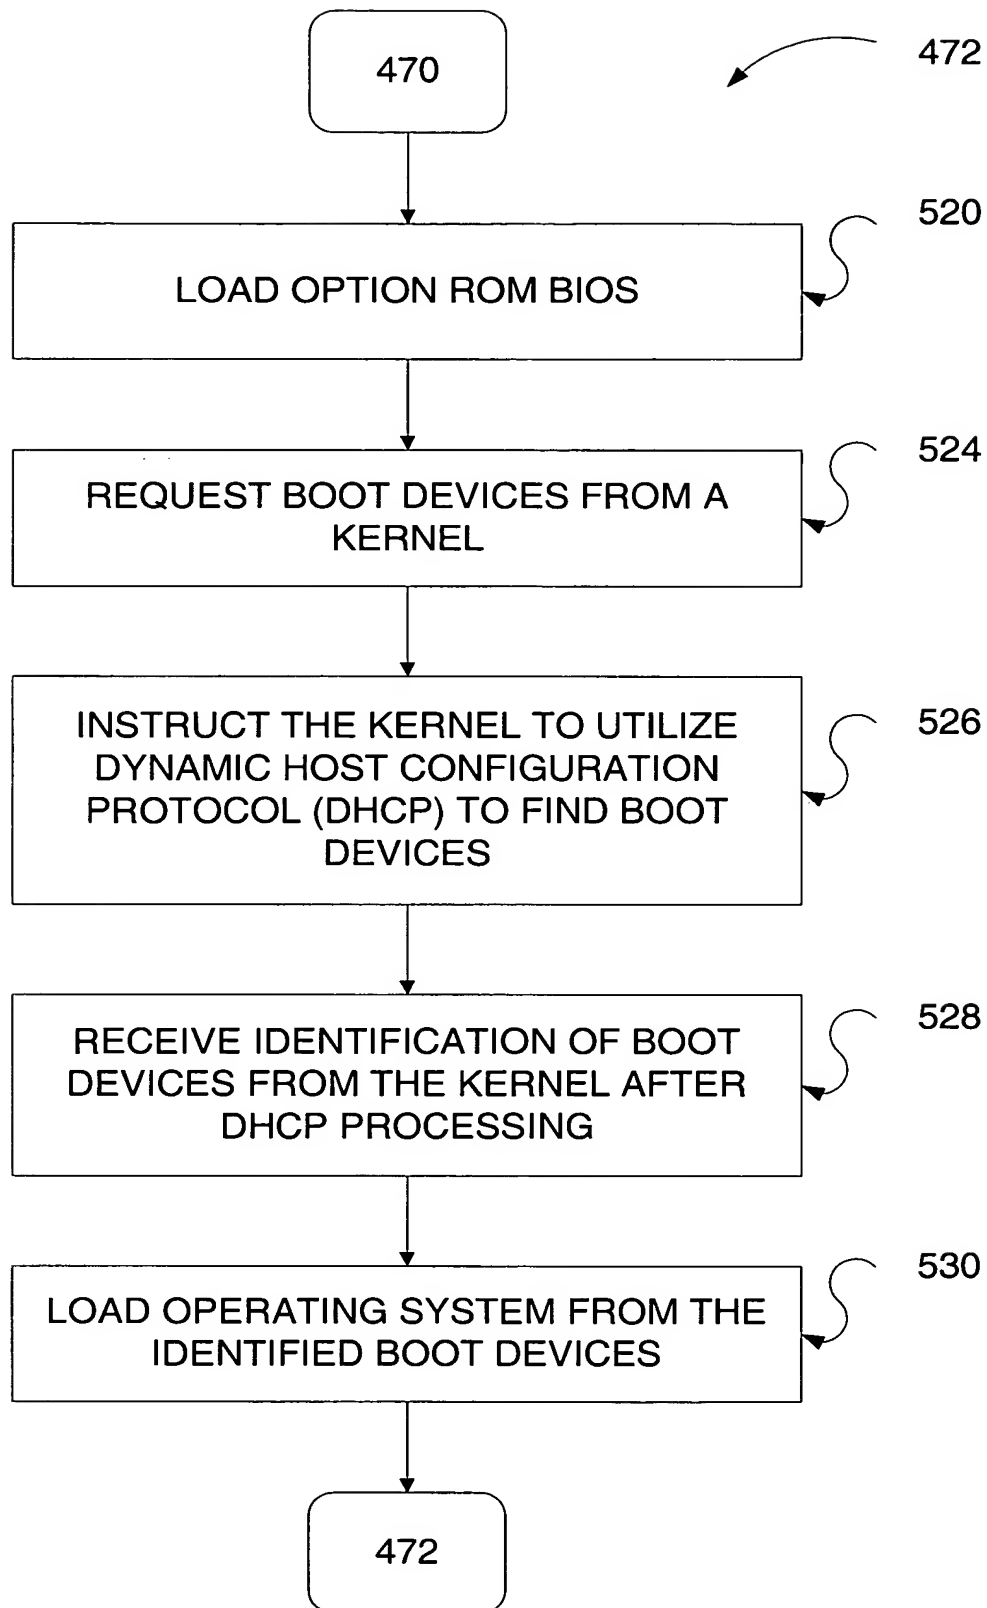 470
472
520
LOAD OPTION ROM BIOS
524
REQUEST BOOT DEVICES FROM A
KERNEL
526
INSTRUCT THE KERNEL TO UTILIZE
DYNAMIC HOST CONFIGURATION
PROTOCOL (DHCP) TO FIND BOOT
DEVICES
528
RECEIVE IDENTIFICATION OF BOOT
DEVICES FROM THE KERNEL AFTER
DHCP PROCESSING
530
LOAD OPERATING SYSTEM FROM THE
IDENTIFIED BOOT DEVICES
472